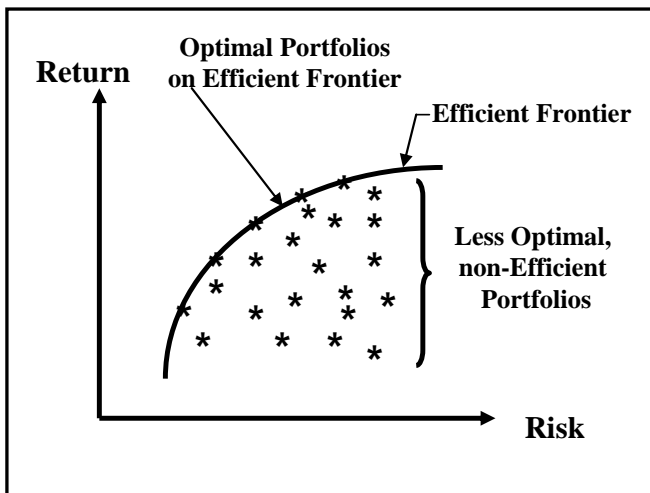 Optimal Portfolios
on Efficient Frontier
Return
Efficient Frontier
Less Optimal,
non-Efficient
Portfolios
Risk